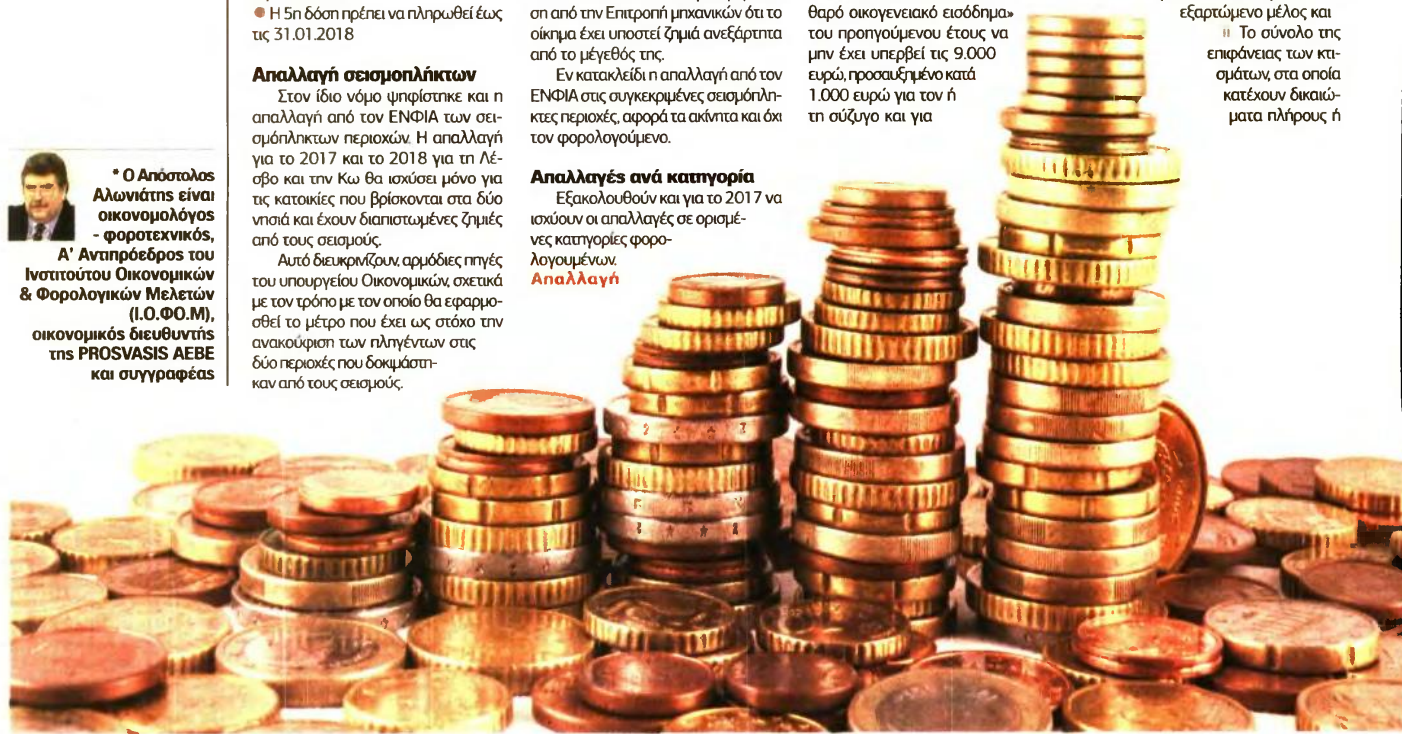 * Ο Απόστολος
Αλωνιάτης είναι
οικονομολόγος
- φοροτεχνικός,
Α' Αντιπρόεδρος του
Ινστιτούτου Οικονομικών
& Φορολογικών Μελετών
(Ι.Ο.ΦΟ.Μ),
οικονομικός διευθυντής
της PROSVASIS AEBE
και συγγραφέας
● Η 5η δόση πρέπει να πληρωθεί έως
τις 31.01.2018
Απαλλαγή σεισμοπλήκτων
Στον ίδιο νόμο ψηφίστηκε και η
απαλλαγή από τον ΕΝΦΙΑ των σει-
σμόπληκτων περιοχών. Η απαλλαγή
για το 2017 και το 2018 για τη Λέ-
σβο και την Κω θα ισχύσει μόνο για
τις κατοικίες που βρίσκονται στα δύο
νησιά και έχουν διαπιστωμένες ζημιές
από τους σεισμούς.
Αυτό διευκρινίζουν, αρμόδιες πηγές
του υπουργείου Οικονομικών, σχετικά
με τον τρόπο με τον οποίο θα εφαρμο-
σθεί το μέτρο που έχει ως στόχο την
ανακούφιση των πληγέντων στις
δύο περιοχές που δοκιμάστη-
καν από τους σεισμούς.
ση από την Επιτροπή μηχανικών ότι το
οίκημα έχει υποστεί ζημιά ανεξάρτητα
από το μέγεθός της.
Εν κατακλείδι η απαλλαγή από τον
ΕΝΦΙΑ στις συγκεκριμένες σεισμόπλη-
κτες περιοχές, αφορά τα ακίνητα και όχι
τον φορολογούμενο.
Απαλλαγές ανά κατηγορία
Εξακολουθούν και για το 2017 να
ισχύουν οι απαλλαγές σε ορισμέ-
νες κατηγορίες φορο-
λογουμένων.
Απαλλαγή
θαρό οικογενειακό εισόδημα»
του προηγούμενου έτους να
μην έχει υπερβεί τις 9.000
ευρώ, προσαυξημένο κατά
1.000 ευρώ για τον ή
τη σύζυγο και για
εξαρτώμενο μέλος και
Το σύνολο της
επιφάνειας των κτι-
σμάτων, στα οποία
κατέχουν δικαιώ-
ματα πλήρους ή